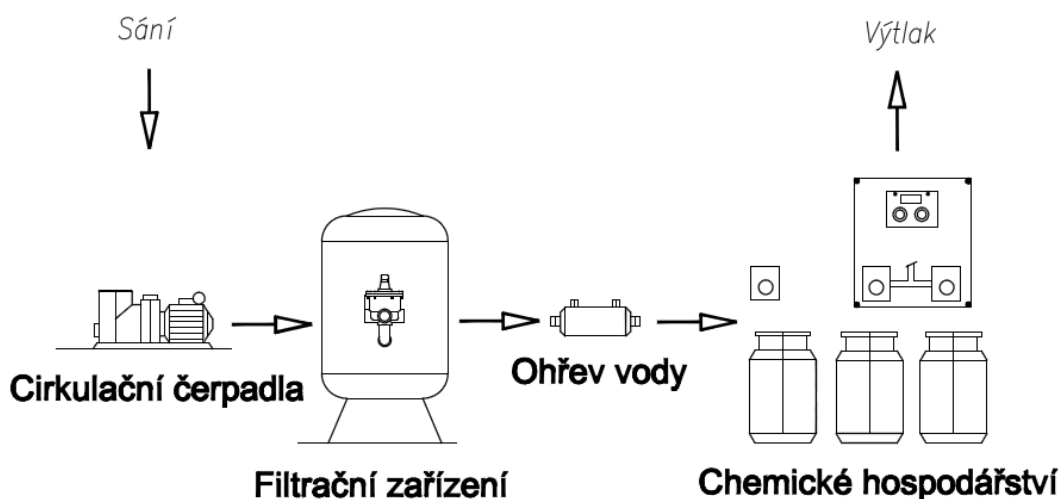 Sání
Výtlak
Cirkulační čerpadla
Ohřev vody
Filtrační zařízení
Chemické hospodářství